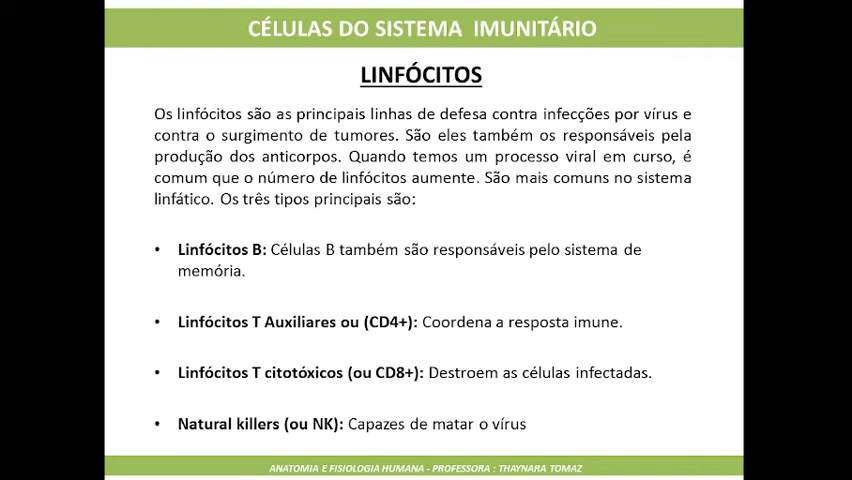 CÉLULAS DO SISTEMA IMUNITÁRIO
LINFÓCITOS
Os linfócitos são as principais linhas de defesa contra infecções por vírus e
contra o surgimento de tumores. São eles também os responsáveis pela
produção dos anticorpos. Quando temos um processo viral em curso, é
comum que o número de linfócitos aumente. São mais comuns no sistema
linfático. Os três tipos principais são:
• Linfócitos B: Células B também são responsáveis pelo sistema de
memória.
• Linfócitos T Auxiliares ou (CD4+): Coordena a resposta imune.
• Linfócitos T citotóxicos (ou CD8+): Destroem as células infectadas.
• Natural killers (ou NK): Capazes de matar o vírus
ANATOMIA E FISIOLOGIA HUMANA - PROFESSORA : THAYNARA TOMAZ